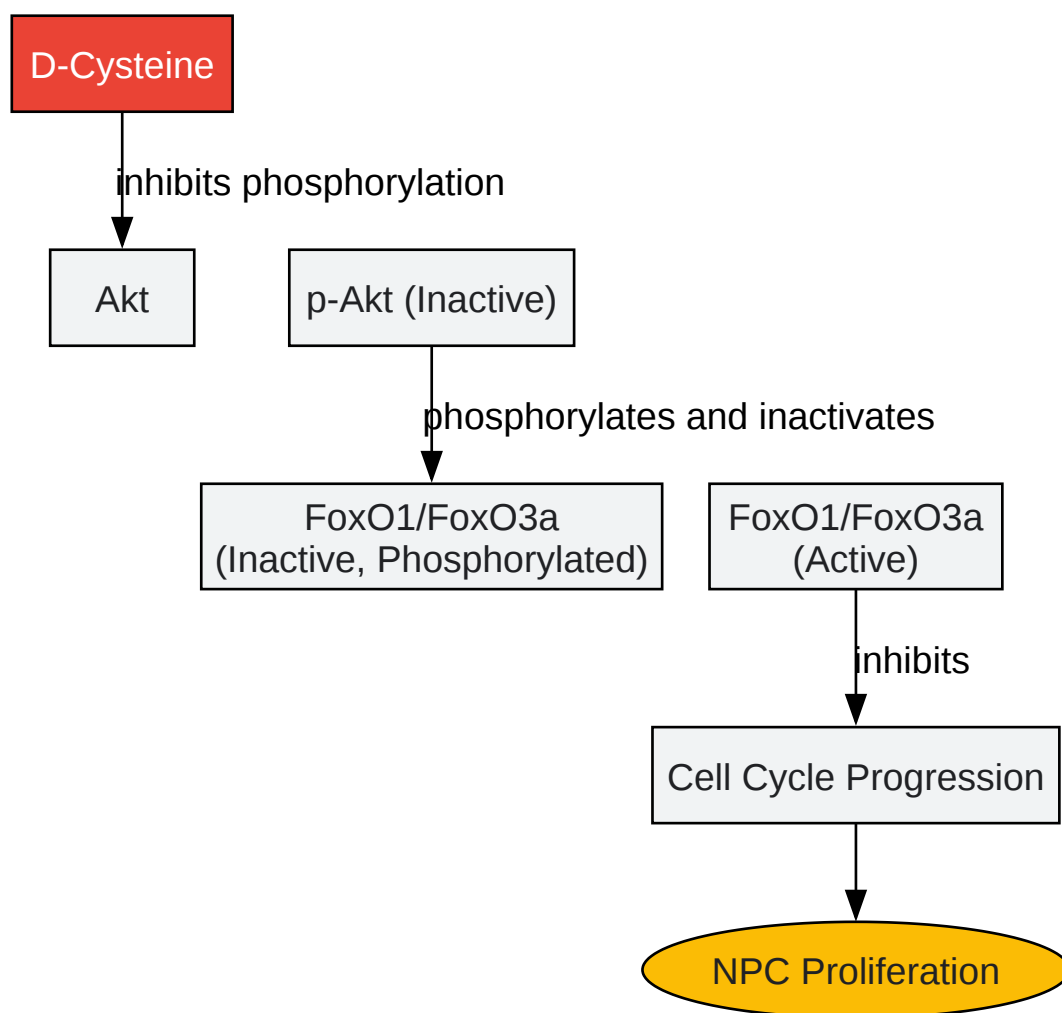 D-Cysteine
inhibits phosphorylation
Akt
p-Akt (Inactive)
phosphorylates and inactivates
FoxO1/FoxO3a
(Inactive, Phosphorylated)
FoxO1/FoxO3a
(Active)
inhibits
Cell Cycle Progression
NPC Proliferation